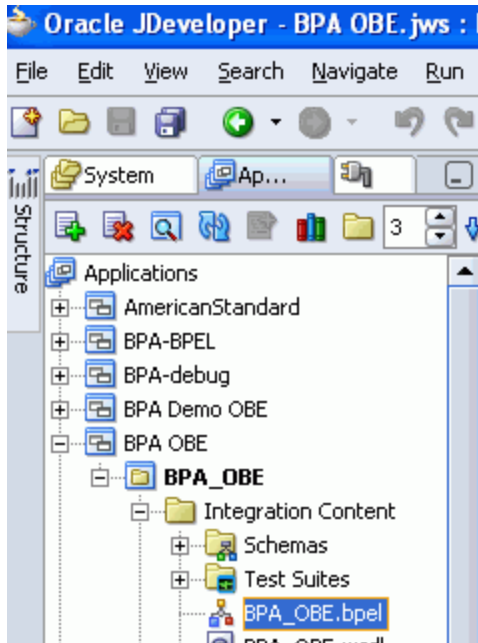 Oracle JDeveloper - BPA OBE.jws :
File Edit View Search Navigate Run
System Ap...
3
Structure
Applications
AmericanStandard
BPA-BPEL
BPA-debug
BPA Demo OBE
BPA OBE
BPA_OBE
Integration Content
Schemas
Test Suites
BPA_OBE.bpel